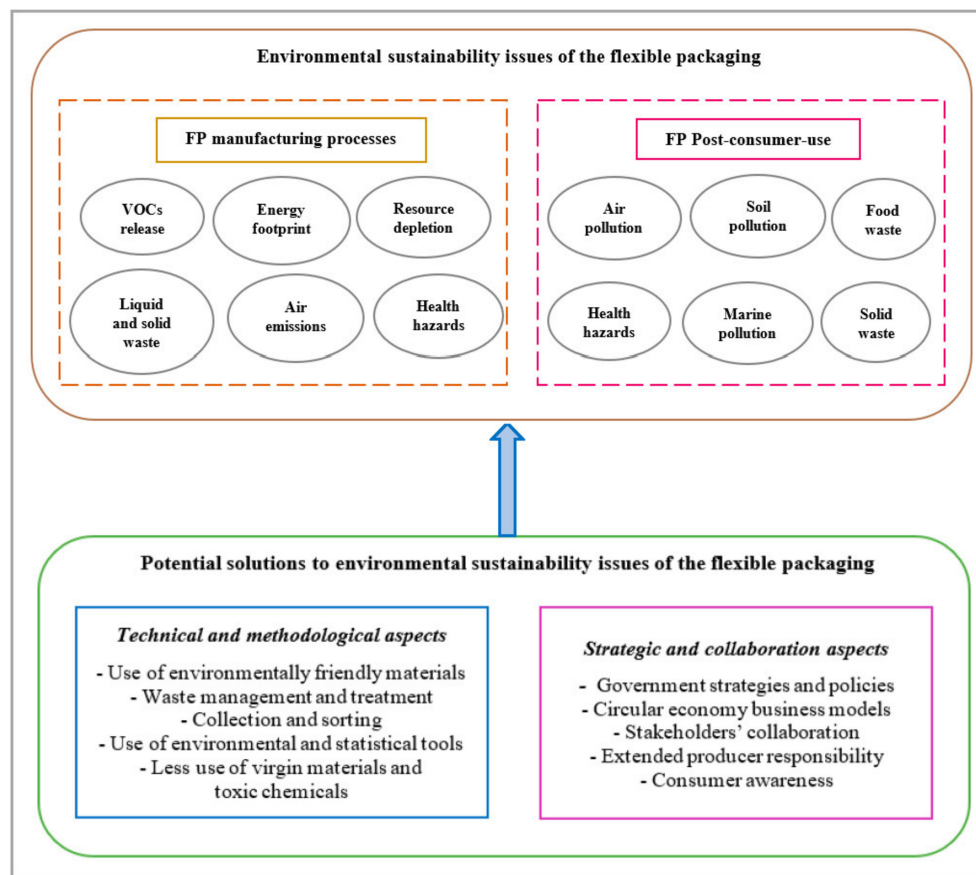 Environmental sustainability issues of the flexible packaging
FP manufacturing processes
VOCs
release
Energy
footprint
Resource
depletion
Liquid
and solid
waste
Air
emissions
Health
hazards
FP Post-consumer-use
Air
pollution
Soil
pollution
Food
waste
Health
hazards
Marine
pollution
Solid
waste
Potential solutions to environmental sustainability issues of the flexible packaging
Technical and methodological aspects
- Use of environmentally friendly materials
- Waste management and treatment
- Collection and sorting
- Use of environmental and statistical tools
- Less use of virgin materials and
toxic chemicals
Strategic and collaboration aspects
- Government strategies and policies
- Circular economy business models
- Stakeholders’ collaboration
- Extended producer responsibility
- Consumer awareness